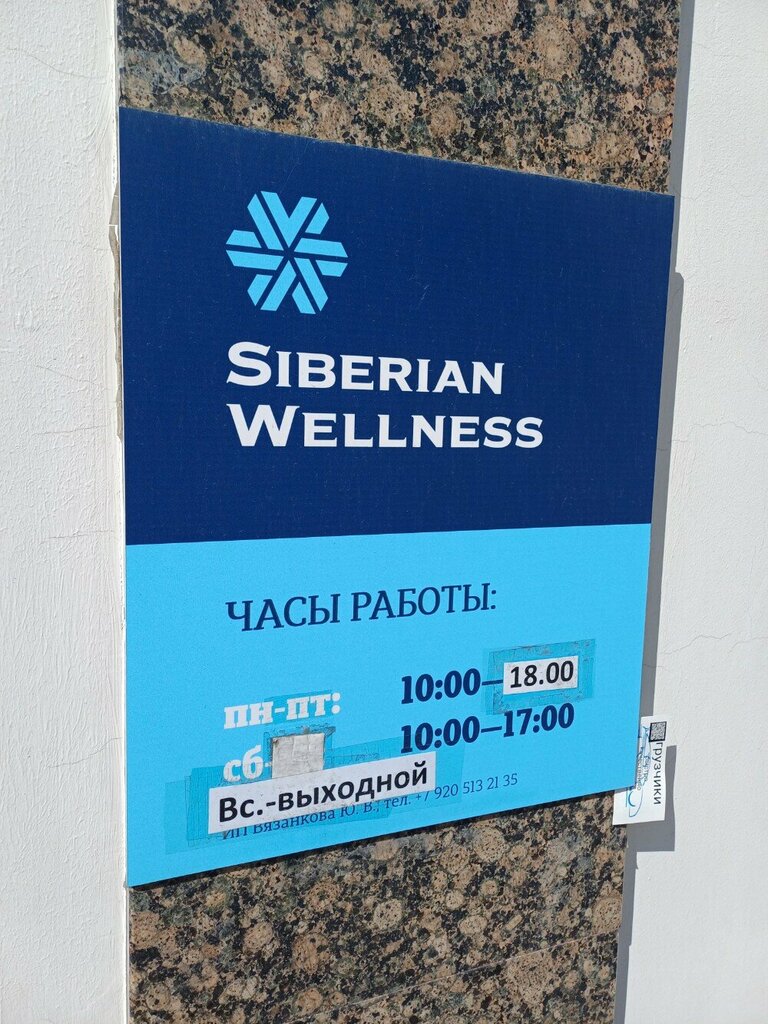 SIBERIAN
WELLNESS
ЧАСЫ РАБОТЫ:
пн-пт: 10:00–18.00
сб- 10:00–17:00
Вс.-выходной
ИП Вязанкова Ю. В., тел. +7 920 513 21 35
грузчики